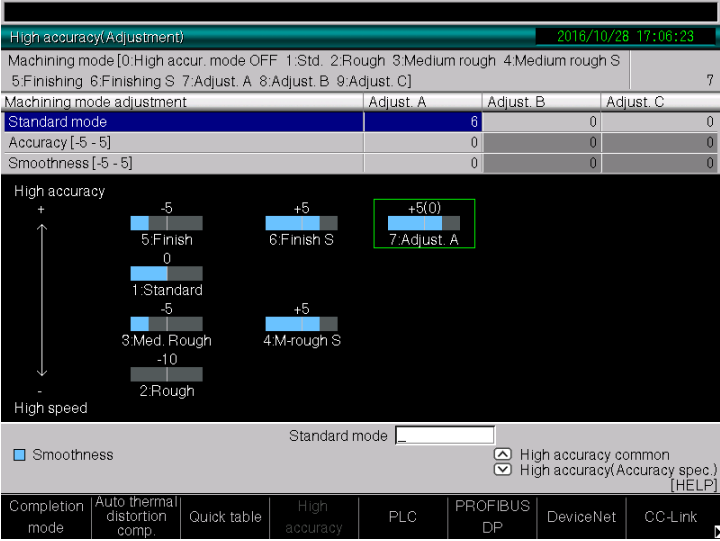 High accuracy(Adjustment)
2016/10/28 17:06:23
Machining mode [0:High accur. mode OFF 1:Std. 2:Rough 3:Medium rough 4:Medium rough S
5:Finishing 6:Finishing S 7:Adjust. A 8:Adjust. B 9:Adjust. C]
7
Machining mode adjustment Adjust. A Adjust. B Adjust. C
Standard mode 6 0 0
Accuracy [-5 - 5] 0 0 0
Smoothness [-5 - 5] 0 0 0
High accuracy
+
-5 +5 +5(0)
5:Finish 6:Finish S 7:Adjust. A
0
1:Standard
-5 +5
3:Med. Rough 4:M-rough S
-10
2:Rough
-
High speed
Standard mode _
Smoothness
High accuracy common
High accuracy(Accuracy spec.)
[HELP]
Completion mode
Auto thermal distortion comp.
Quick table
High accuracy
PLC
PROFIBUS DP
DeviceNet
CC-Link